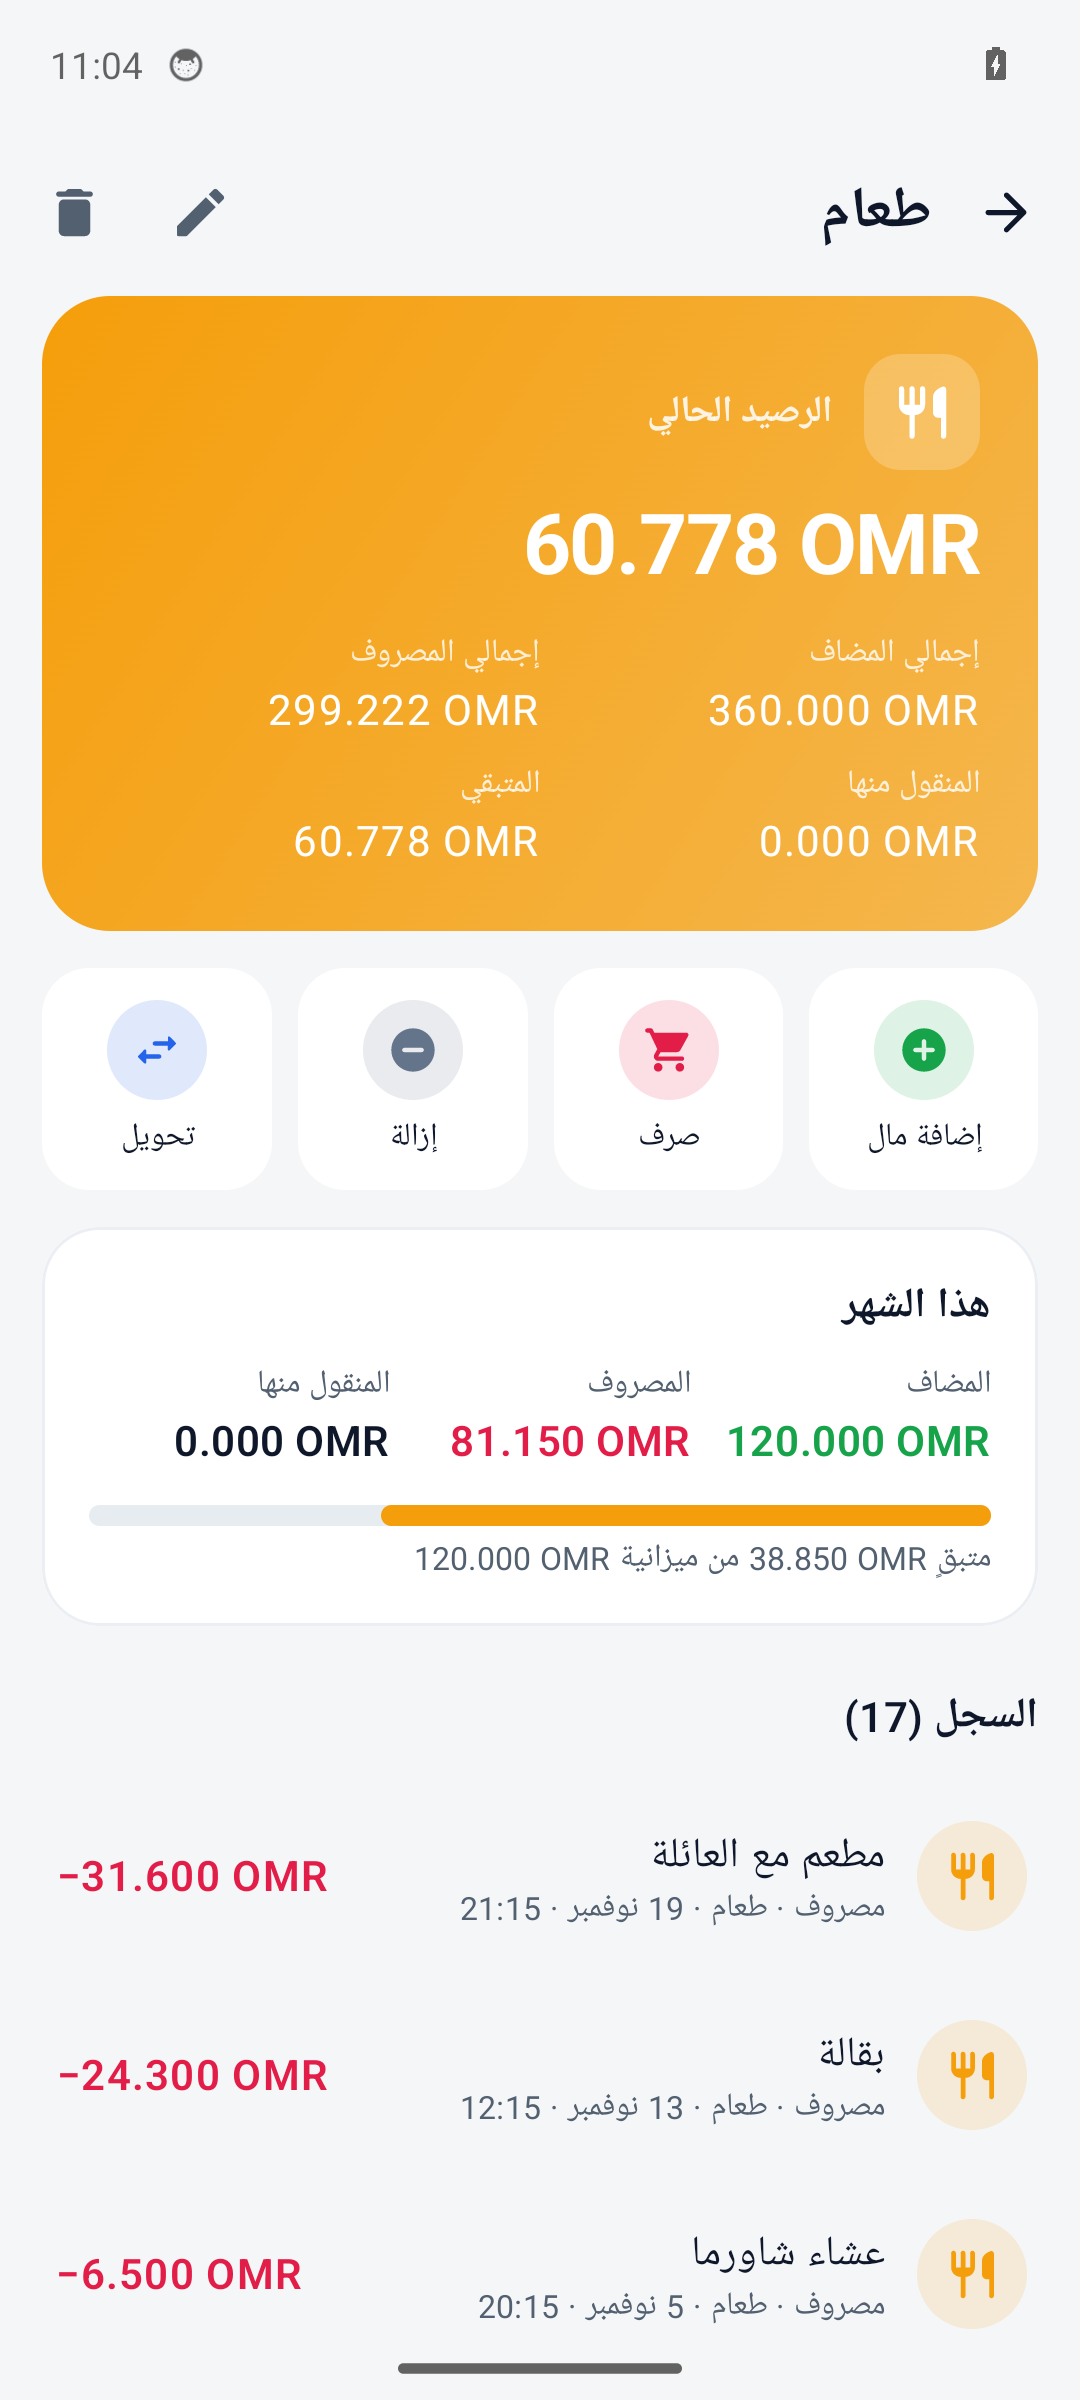 11:04
طعام
الرصيد الحالي
60.778 OMR
إجمالي المضاف
360.000 OMR
إجمالي المصروف
299.222 OMR
المنقول منها
0.000 OMR
المتبقي
60.778 OMR
إضافة مال
صرف
إزالة
تحويل
هذا الشهر
المضاف
120.000 OMR
المصروف
81.150 OMR
المنقول منها
0.000 OMR
متبقٍ 38.850 OMR من ميزانية 120.000 OMR
السجل (17)
مطعم مع العائلة
مصروف · طعام · 19 نوفمبر · 21:15
−31.600 OMR
بقالة
مصروف · طعام · 13 نوفمبر · 12:15
−24.300 OMR
عشاء شاورما
مصروف · طعام · 5 نوفمبر · 20:15
−6.500 OMR